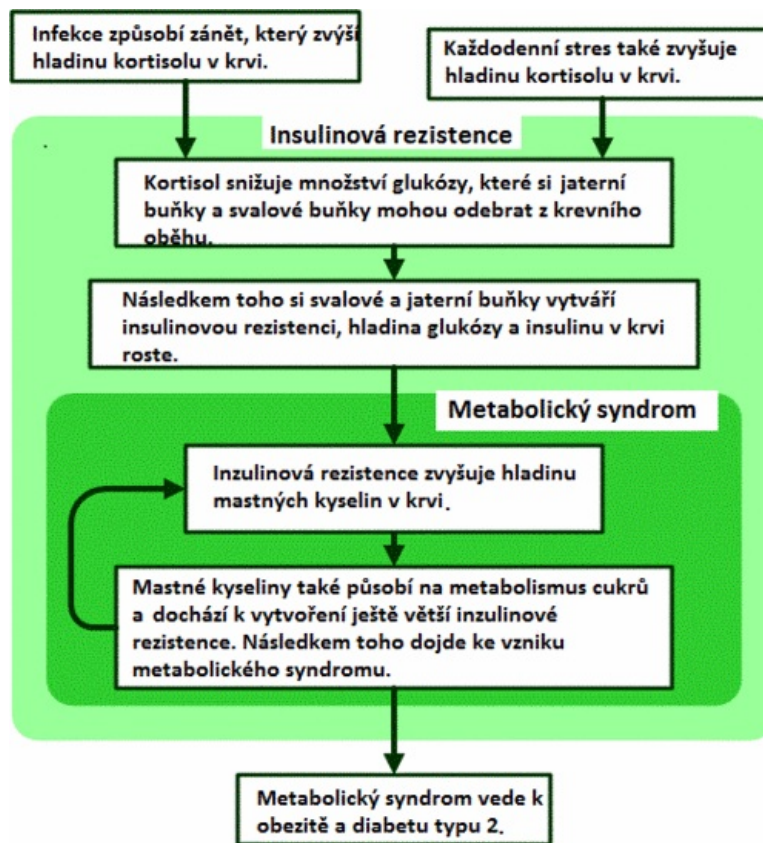 Infekce způsobí zánět, který zvýší
hladinu kortisolu v krvi.
Každodenní stres také zvyšuje
hladinu kortisolu v krvi.
Insulinová rezistence
Kortisol snižuje množství glukózy, které si jaterní
buňky a svalové buňky mohou odebrat z krevního
oběhu.
Následkem toho si svalové a jaterní buňky vytváří
insulinovou rezistenci, hladina glukózy a insulinu v krvi
roste.
Metabolický syndrom
Inzulinová rezistence zvyšuje hladinu
mastných kyselin v krvi.
Mastné kyseliny také působí na metabolismus cukrů
a dochází k vytvoření ještě větší inzulinové
rezistence. Následkem toho dojde ke vzniku
metabolického syndromu.
Metabolický syndrom vede k
obezitě a diabetu typu 2.